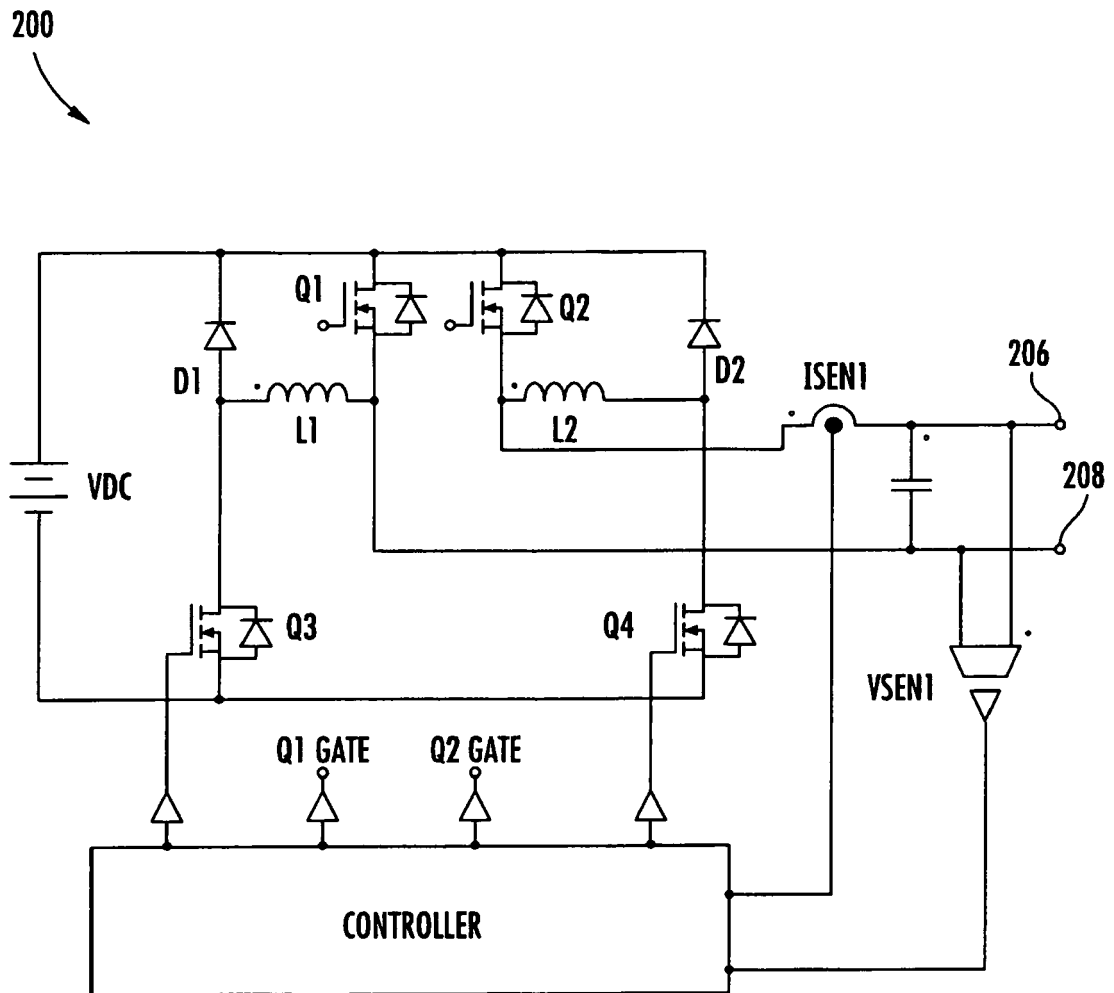 200
Q1
Q2
D1
L1
L2
D2
ISEN1
206
VDC
208
Q3
Q4
VSEN1
Q1 GATE
Q2 GATE
CONTROLLER